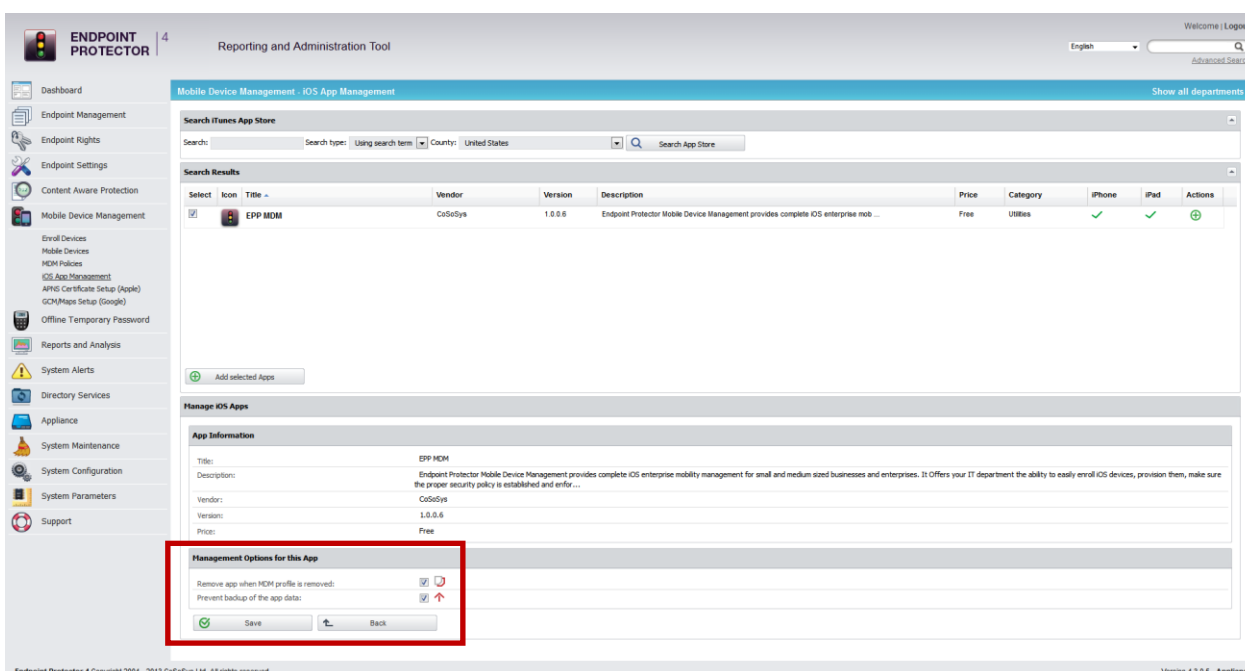 ENDPOINT PROTECTOR 4
Reporting and Administration Tool
Welcome | Logou
English
Advanced Searc
Dashboard
Endpoint Management
Endpoint Rights
Endpoint Settings
Content Aware Protection
Mobile Device Management
Enroll Devices
Mobile Devices
MDM Policies
iOS App Management
APNS Certificate Setup (Apple)
GCM/Maps Setup (Google)
Offline Temporary Password
Reports and Analysis
System Alerts
Directory Services
Appliance
System Maintenance
System Configuration
System Parameters
Support
Mobile Device Management - iOS App Management Show all departments
Search iTunes App Store
Search: Search type: Using search term County: United States Search App Store
Search Results
Select Icon Title Vendor Version Description Price Category iPhone iPad Actions
EPP MDM CoSoSys 1.0.0.6 Endpoint Protector Mobile Device Management provides complete iOS enterprise mob ... Free Utilities
Add selected Apps
Manage iOS Apps
App Information
Title: EPP MDM
Description: Endpoint Protector Mobile Device Management provides complete iOS enterprise mobility management for small and medium sized businesses and enterprises. It Offers your IT department the ability to easily enroll iOS devices, provision them, make sure
the proper security policy is established and enfor...
Vendor: CoSoSys
Version: 1.0.0.6
Price: Free
Management Options for this App
Remove app when MDM profile is removed:
Prevent backup of the app data:
Save Back